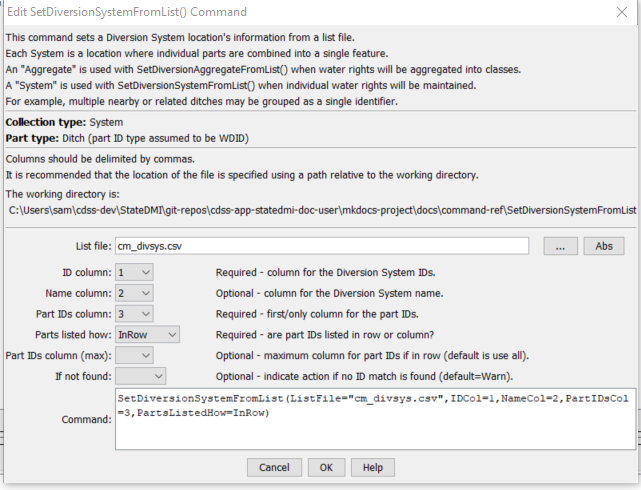 Edit SetDiversionSystemFromList() Command
This command sets a Diversion System location's information from a list file.
Each System is a location where individual parts are combined into a single feature.
An "Aggregate" is used with SetDiversionAggregateFromList() when water rights will be aggregated into classes.
A "System" is used with SetDiversionSystemFromList() when individual water rights will be maintained.
For example, multiple nearby or related ditches may be grouped as a single identifier.
Collection type: System
Part type: Ditch (part ID type assumed to be WDID)
Columns should be delimited by commas.
It is recommended that the location of the file is specified using a path relative to the working directory.
The working directory is:
C:\Users\sam\cdss-dev\StateDMI\git-repos\cdss-app-statedmi-doc-user\mkdocs-project\docs\command-ref\SetDiversionSystemFromList
List file: cm_divsys.csv ... Abs
ID column: 1 Required - column for the Diversion System IDs.
Name column: 2 Optional - column for the Diversion System name.
Part IDs column: 3 Required - first/only column for the part IDs.
Parts listed how: InRow Required - are part IDs listed in row or column?
Part IDs column (max): Optional - maximum column for part IDs if in row (default is use all).
If not found: Optional - indicate action if no ID match is found (default=Warn).
Command: SetDiversionSystemFromList(ListFile="cm_divsys.csv",IDCol=1,NameCol=2,PartIDsCol
=3,PartsListedHow=InRow)
Cancel OK Help